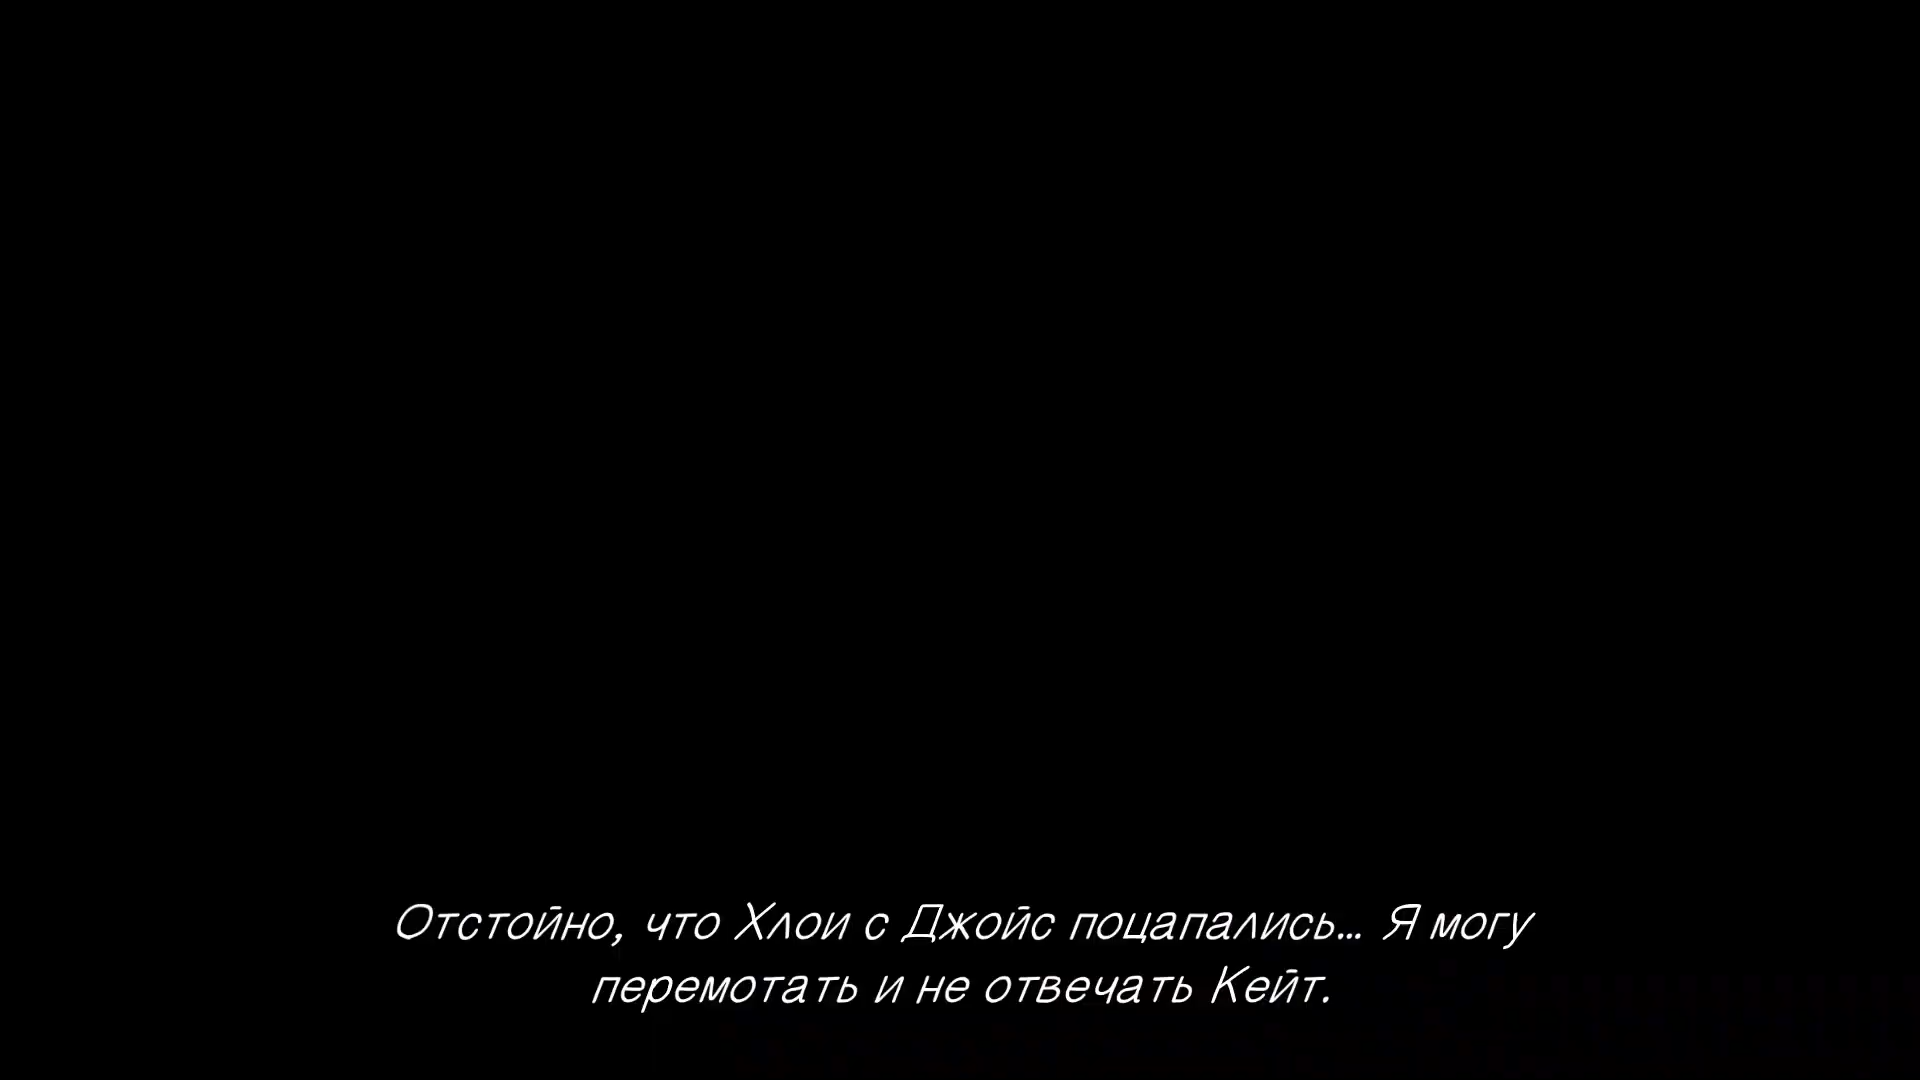 Отстойно, что Хлои с Джойс поцапались... Я могу
перемотать и не отвечать Кейт.